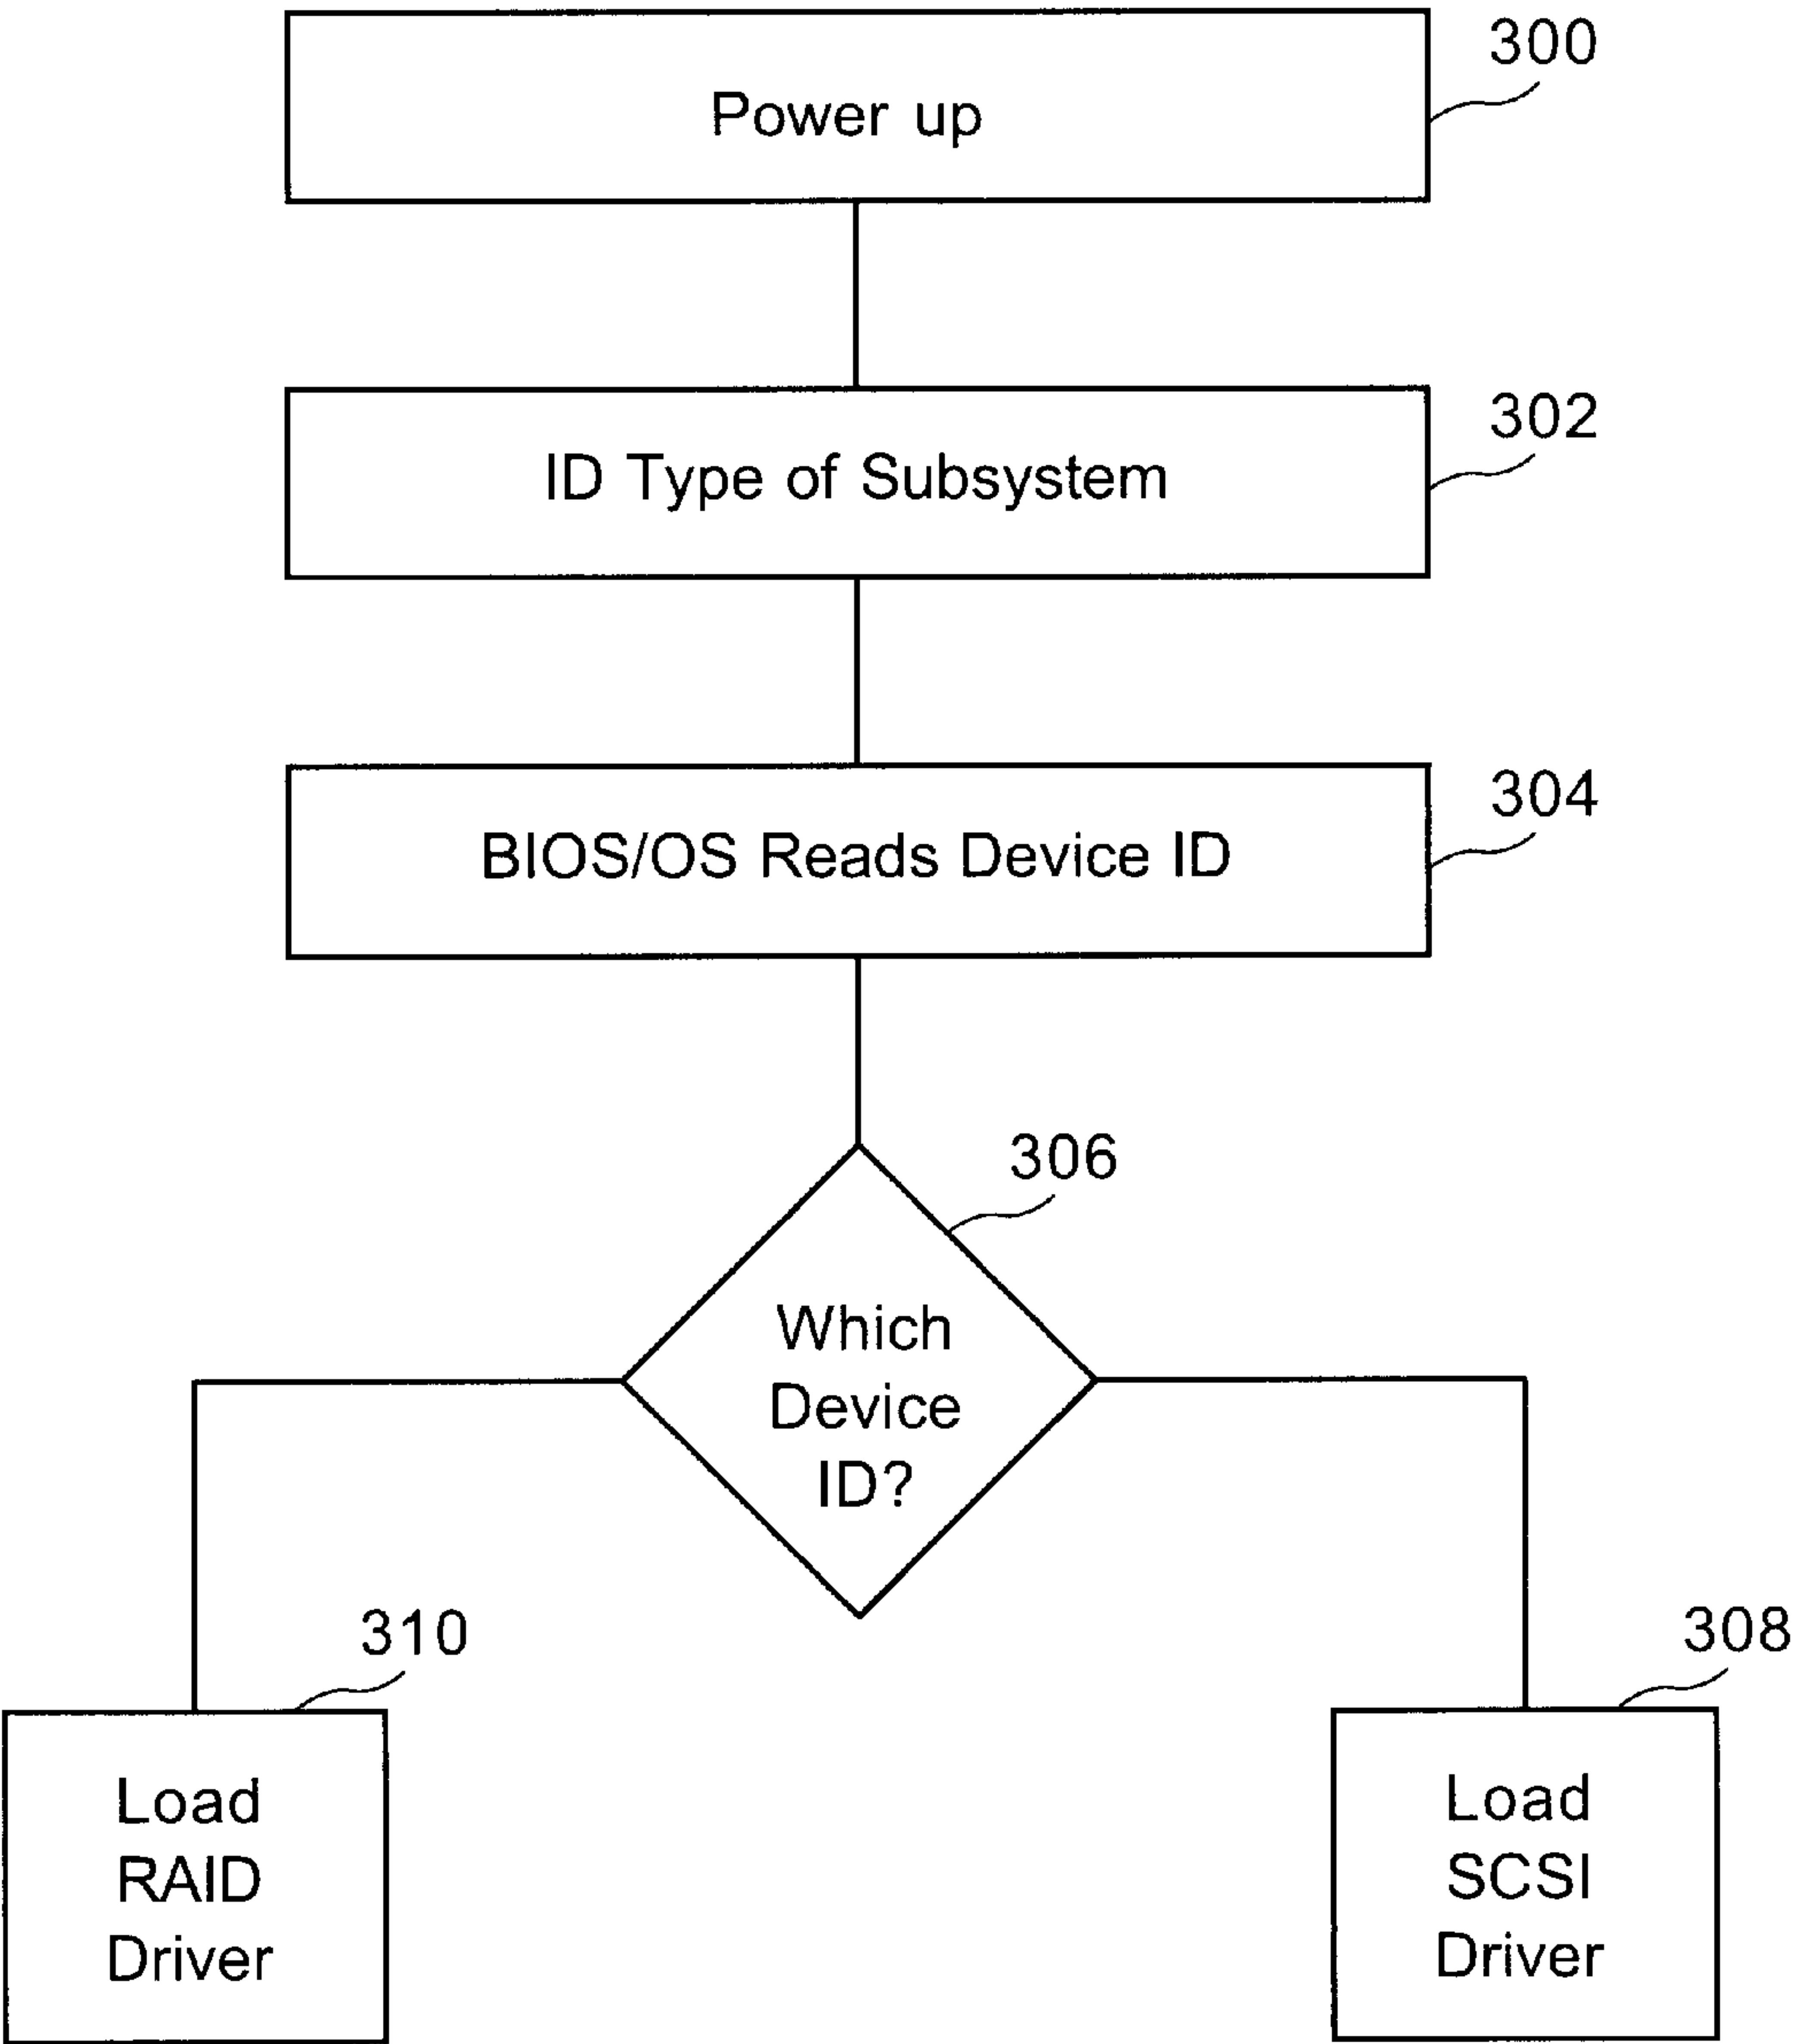 300
Power up
302
ID Type of Subsystem
304
BIOS/OS Reads Device ID
306
Which
Device
ID?
310
Load
RAID
Driver
308
Load
SCSI
Driver